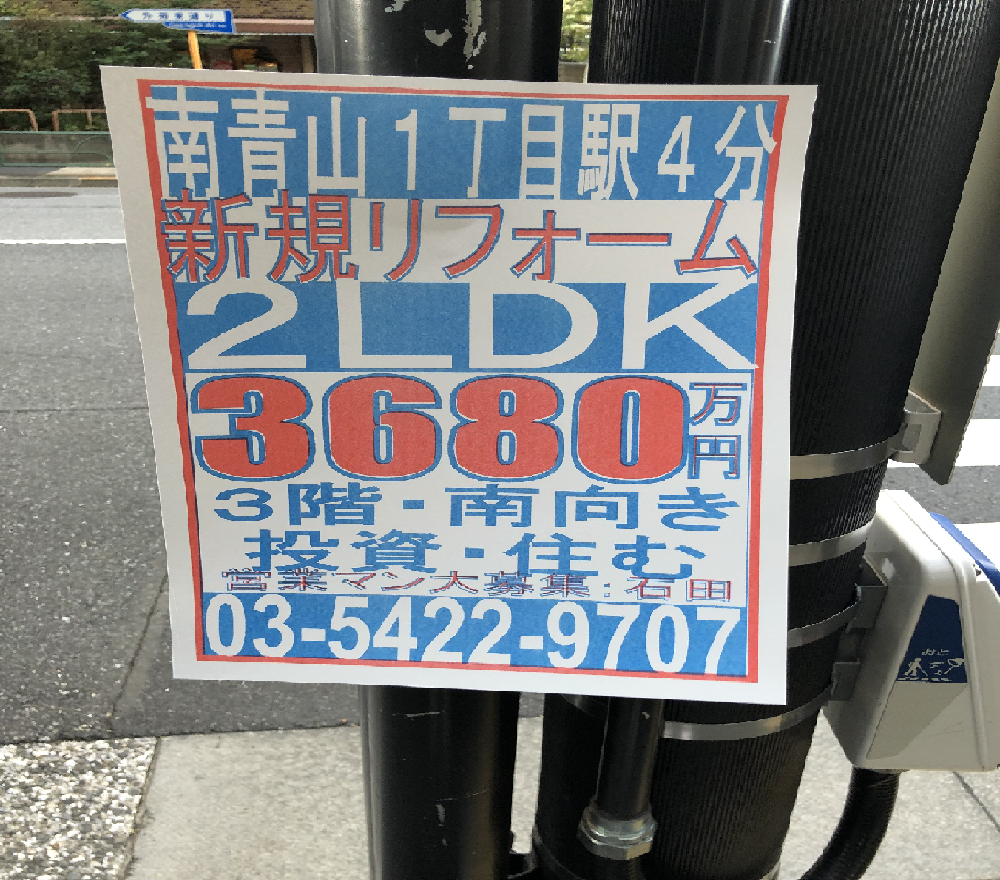 南青山1丁目駅4分
新規リフォーム
2LDK
3680万円
3階・南向き
投資・住む
営業マン大募集:石田
03-5422-9707